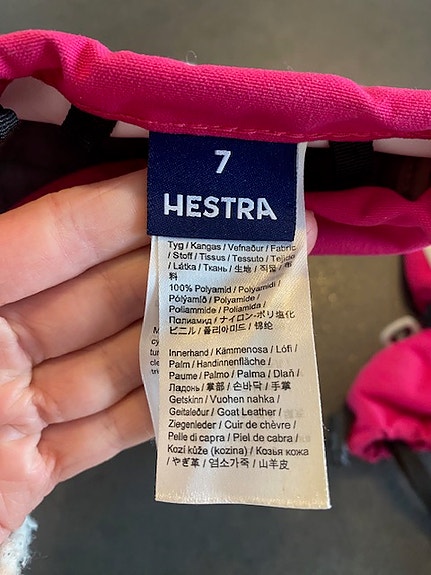 7
HESTRA
Tyg / Kangas / Vefnaður / Fabric
/ Stoff / Tissus / Tessuto / Tejido
/ Látka / Ткань / 生地 / 직물 / 布
料
100% Polyamid / Polyamidi /
Pólýamíð / Polyamide /
Poliammide / Poliamida /
Полиамид / ナイロン-ポリ塩化
ビニル / 폴리아미드 / 锦纶
Innerhand / Kämmenosa / Lófi /
Palm / Handinnenfläche /
Paume / Palmo / Palma / Dlaň /
Ладонь / 掌部 / 손바닥 / 手掌
Getskinn / Vuohen nahka /
Geitaleður / Goat Leather /
Ziegenleder / Cuir de chèvre /
Pelle di capra / Piel de cabra /
Kozí kůže (kozina) / Козья кожа
/ やぎ革 / 염소가죽 / 山羊皮